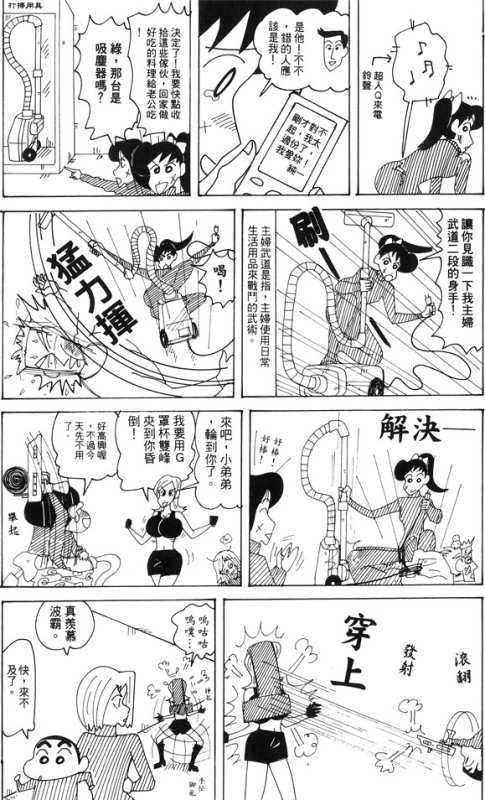 超人Q來電
鈴聲
是他!不不
，錯的人應
該是我!
剛才對不
起，我太
過份了，
我愛妳!
綺一
打掃用具
決定了!我要快點收
拾這些傢伙，回家做
好吃的料理給老公吃
!
綠，那台是
吸塵器嗎?
讓你見識一下我主婦
武道二段的身手!
刷!
主婦武道是指，主婦使用日常
生活用品來戰鬥的武術。
喝!
猛力揮
解決一
好棒!
好棒!
來吧，小弟弟
，輪到你了。
我要用G
罩杯雙峰
夾到你昏
倒!
好高興喔
，不過今
天先不用
了。
舉起
滾翻
發射
穿上
嗚咕咕
嗚噗…
真羨慕
波霸。
快，來不
及了。